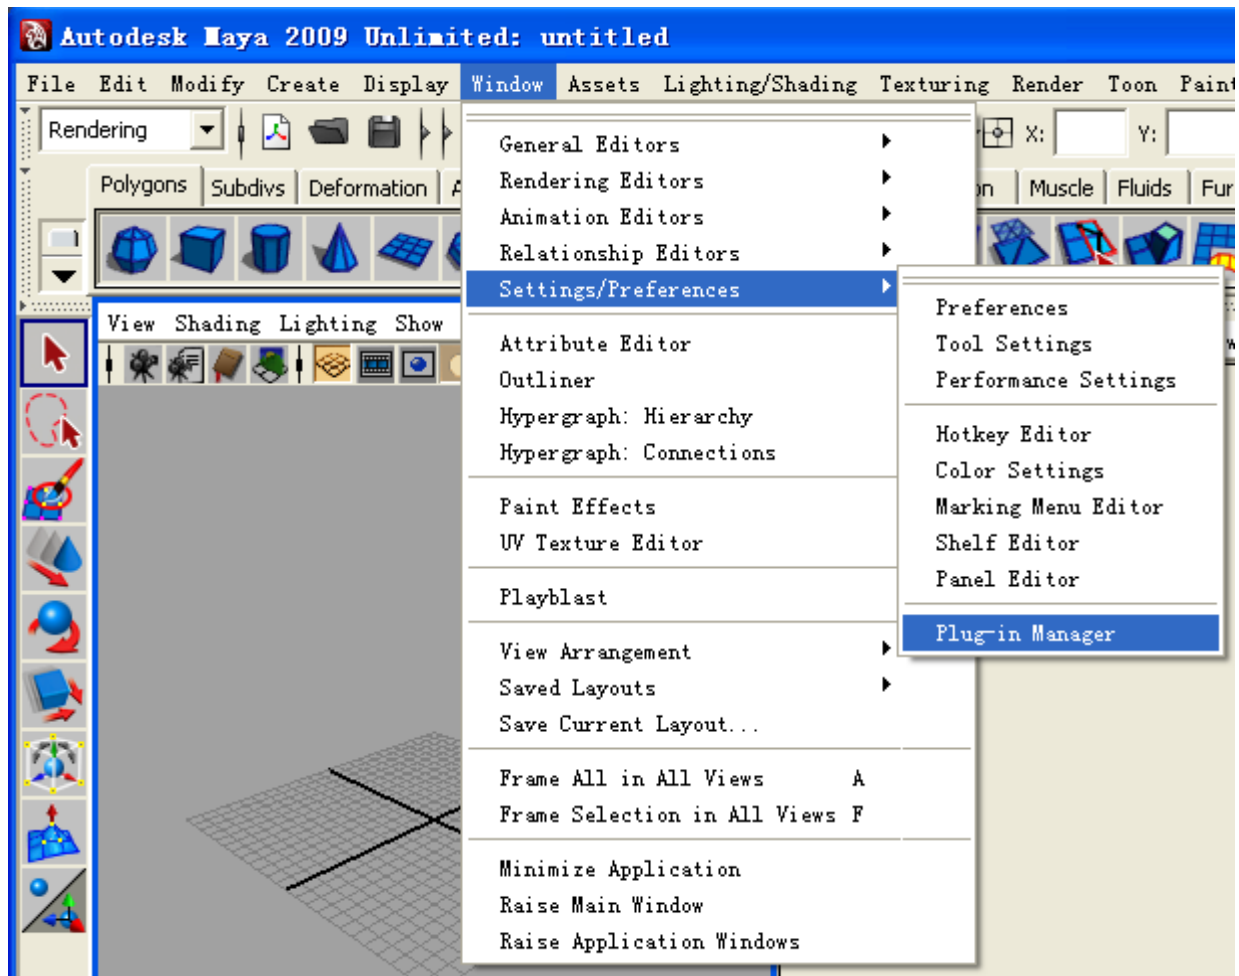 Autodesk Maya 2009 Unlimited: untitled
File Edit Modify Create Display Window Assets Lighting/Shading Texturing Render Toon Paint
Rendering X: Y:
Polygons Subdivs Deformation Muscle Fluids Fur
View Shading Lighting Show
General Editors
Rendering Editors
Animation Editors
Relationship Editors
Settings/Preferences
Attribute Editor
Outliner
Hypergraph: Hierarchy
Hypergraph: Connections
Paint Effects
UV Texture Editor
Playblast
View Arrangement
Saved Layouts
Save Current Layout...
Frame All in All Views A
Frame Selection in All Views F
Minimize Application
Raise Main Window
Raise Application Windows
Preferences
Tool Settings
Performance Settings
Hotkey Editor
Color Settings
Marking Menu Editor
Shelf Editor
Panel Editor
Plug-in Manager